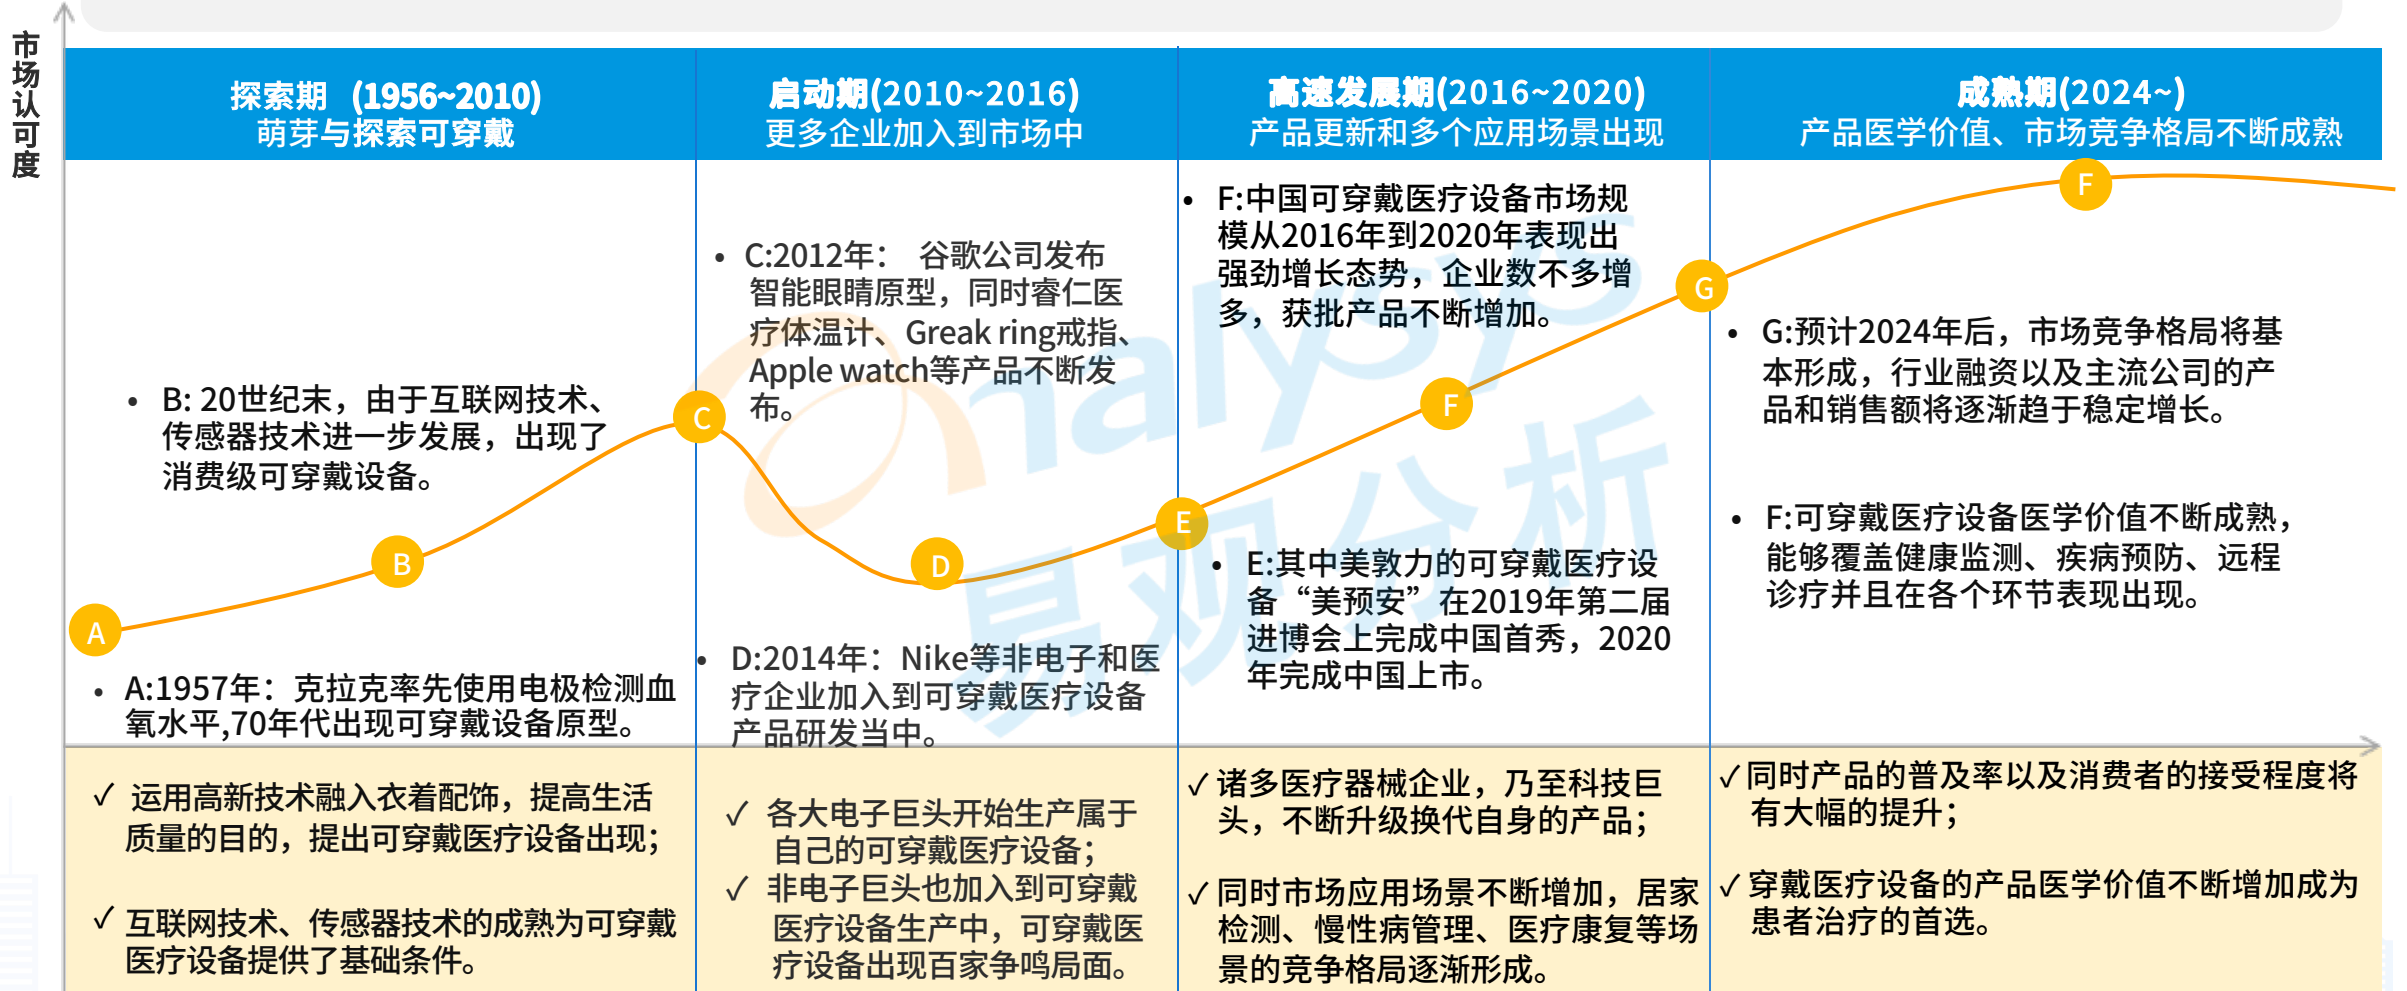 市场认可度
探索期 (1956~2010)
萌芽与探索可穿戴
启动期(2010~2016)
更多企业加入到市场中
高速发展期(2016~2020)
产品更新和多个应用场景出现
成熟期(2024~)
产品医学价值、市场竞争格局不断成熟
A
B
C
D
E
F
G
F
• B: 20世纪末，由于互联网技术、
传感器技术进一步发展，出现了
消费级可穿戴设备。
• A:1957年：克拉克率先使用电极检测血
氧水平,70年代出现可穿戴设备原型。
• C:2012年： 谷歌公司发布
智能眼睛原型，同时睿仁医
疗体温计、Greak ring戒指、
Apple watch等产品不断发
布。
• D:2014年：Nike等非电子和医
疗企业加入到可穿戴医疗设备
产品研发当中。
• F:中国可穿戴医疗设备市场规
模从2016年到2020年表现出
强劲增长态势，企业数不多增
多，获批产品不断增加。
• E:其中美敦力的可穿戴医疗设
备“美预安”在2019年第二届
进博会上完成中国首秀，2020
年完成中国上市。
• G:预计2024年后，市场竞争格局将基
本形成，行业融资以及主流公司的产
品和销售额将逐渐趋于稳定增长。
• F:可穿戴医疗设备医学价值不断成熟，
能够覆盖健康监测、疾病预防、远程
诊疗并且在各个环节表现出现。
✓ 运用高新技术融入衣着配饰，提高生活
质量的目的，提出可穿戴医疗设备出现；
✓ 互联网技术、传感器技术的成熟为可穿戴
医疗设备提供了基础条件。
✓ 各大电子巨头开始生产属于
自己的可穿戴医疗设备；
✓ 非电子巨头也加入到可穿戴
医疗设备生产中，可穿戴医
疗设备出现百家争鸣局面。
✓ 诸多医疗器械企业，乃至科技巨
头，不断升级换代自身的产品；
✓ 同时市场应用场景不断增加，居家
检测、慢性病管理、医疗康复等场
景的竞争格局逐渐形成。
✓ 同时产品的普及率以及消费者的接受程度将
有大幅的提升；
✓ 穿戴医疗设备的产品医学价值不断增加成为
患者治疗的首选。
analysys
易观分析